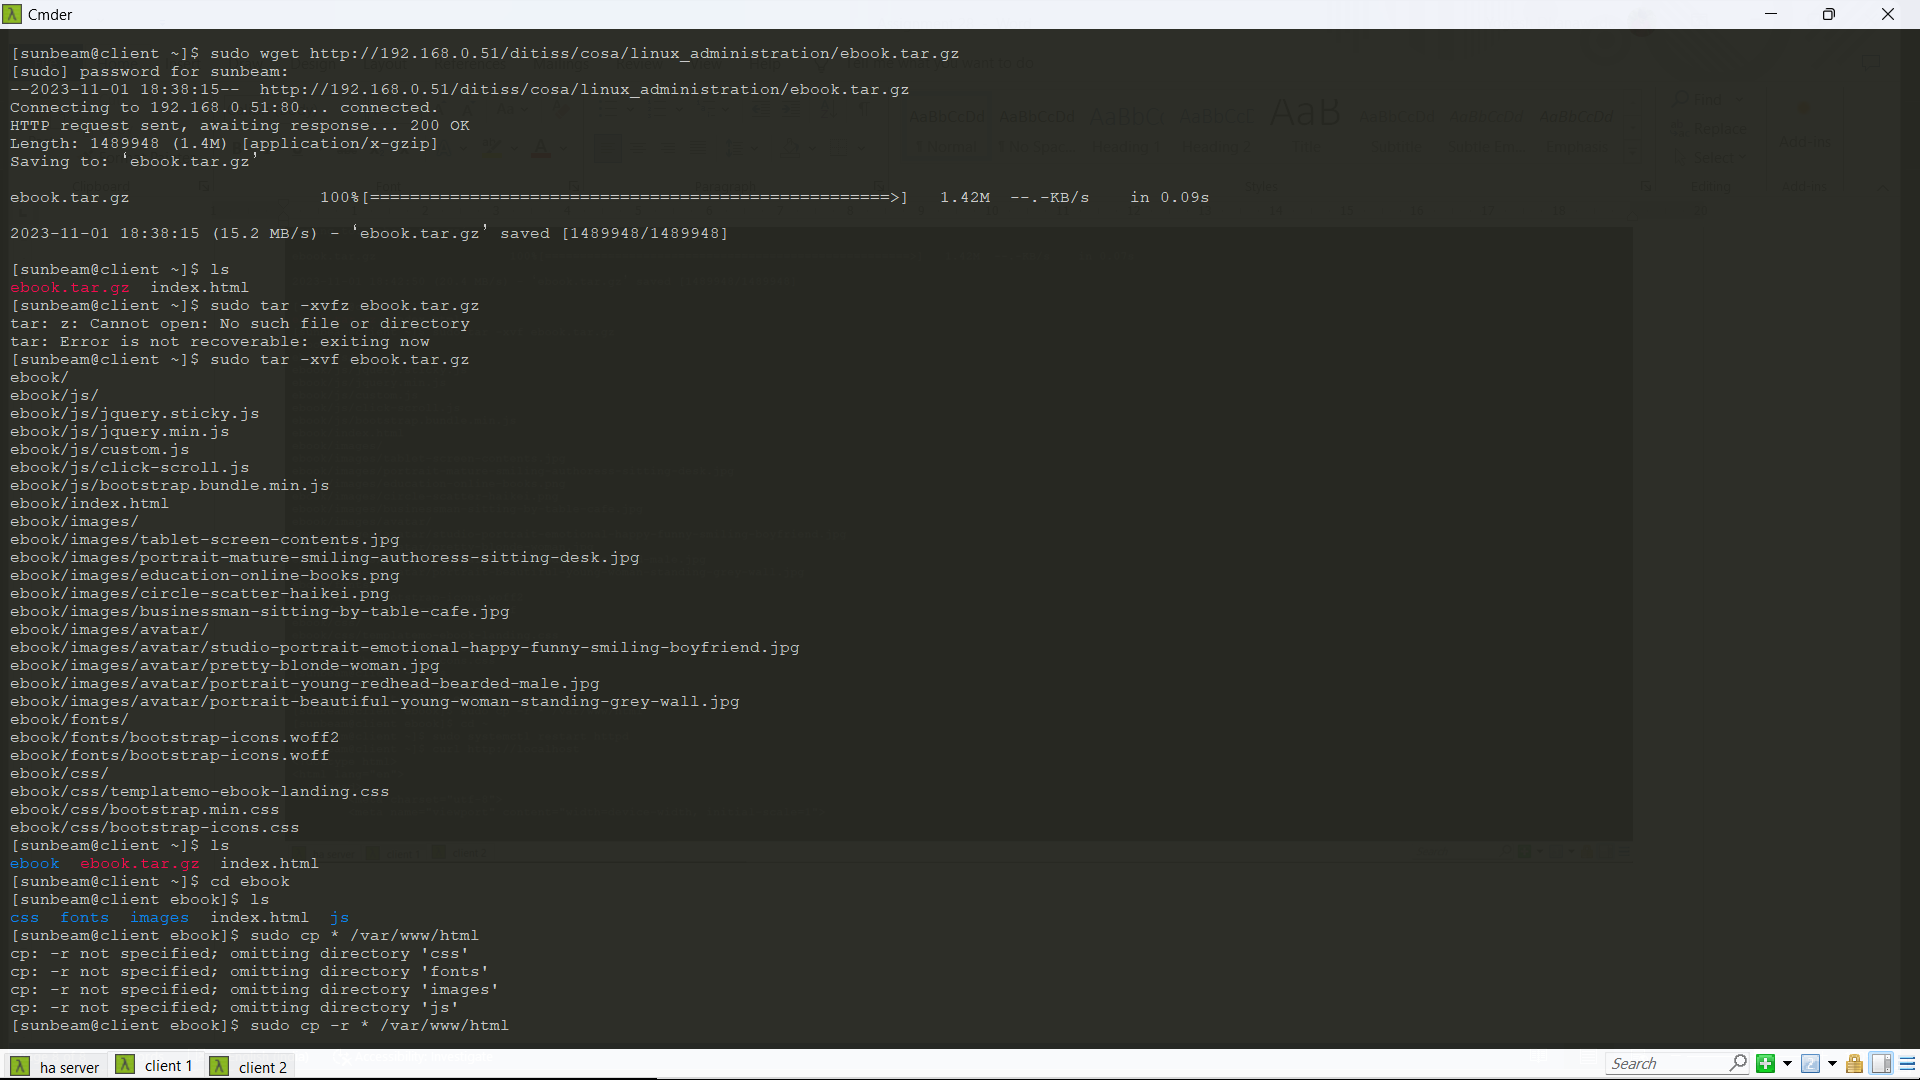 Cmder
[sunbeam@client ~]$ sudo wget http://192.168.0.51/ditiss/cosa/linux_administration/ebook.tar.gz
[sudo] password for sunbeam:
--2023-11-01 18:38:15--  http://192.168.0.51/ditiss/cosa/linux_administration/ebook.tar.gz
Connecting to 192.168.0.51:80... connected.
HTTP request sent, awaiting response... 200 OK
Length: 1489948 (1.4M) [application/x-gzip]
Saving to: ‘ebook.tar.gz’
ebook.tar.gz                   100%[====================================================>]   1.42M  --.-KB/s    in 0.09s
2023-11-01 18:38:15 (15.2 MB/s) - ‘ebook.tar.gz’ saved [1489948/1489948]
[sunbeam@client ~]$ ls
ebook.tar.gz  index.html
[sunbeam@client ~]$ sudo tar -xvfz ebook.tar.gz
tar: z: Cannot open: No such file or directory
tar: Error is not recoverable: exiting now
[sunbeam@client ~]$ sudo tar -xvf ebook.tar.gz
ebook/
ebook/js/
ebook/js/jquery.sticky.js
ebook/js/jquery.min.js
ebook/js/custom.js
ebook/js/click-scroll.js
ebook/js/bootstrap.bundle.min.js
ebook/index.html
ebook/images/
ebook/images/tablet-screen-contents.jpg
ebook/images/portrait-mature-smiling-authoress-sitting-desk.jpg
ebook/images/education-online-books.png
ebook/images/circle-scatter-haikei.png
ebook/images/businessman-sitting-by-table-cafe.jpg
ebook/images/avatar/
ebook/images/avatar/studio-portrait-emotional-happy-funny-smiling-boyfriend.jpg
ebook/images/avatar/pretty-blonde-woman.jpg
ebook/images/avatar/portrait-young-redhead-bearded-male.jpg
ebook/images/avatar/portrait-beautiful-young-woman-standing-grey-wall.jpg
ebook/fonts/
ebook/fonts/bootstrap-icons.woff2
ebook/fonts/bootstrap-icons.woff
ebook/css/
ebook/css/templatemo-ebook-landing.css
ebook/css/bootstrap.min.css
ebook/css/bootstrap-icons.css
[sunbeam@client ~]$ ls
ebook  ebook.tar.gz  index.html
[sunbeam@client ~]$ cd ebook
[sunbeam@client ebook]$ ls
css  fonts  images  index.html  js
[sunbeam@client ebook]$ sudo cp * /var/www/html
cp: -r not specified; omitting directory 'css'
cp: -r not specified; omitting directory 'fonts'
cp: -r not specified; omitting directory 'images'
cp: -r not specified; omitting directory 'js'
[sunbeam@client ebook]$ sudo cp -r * /var/www/html
ha server  client 1  client 2  Search